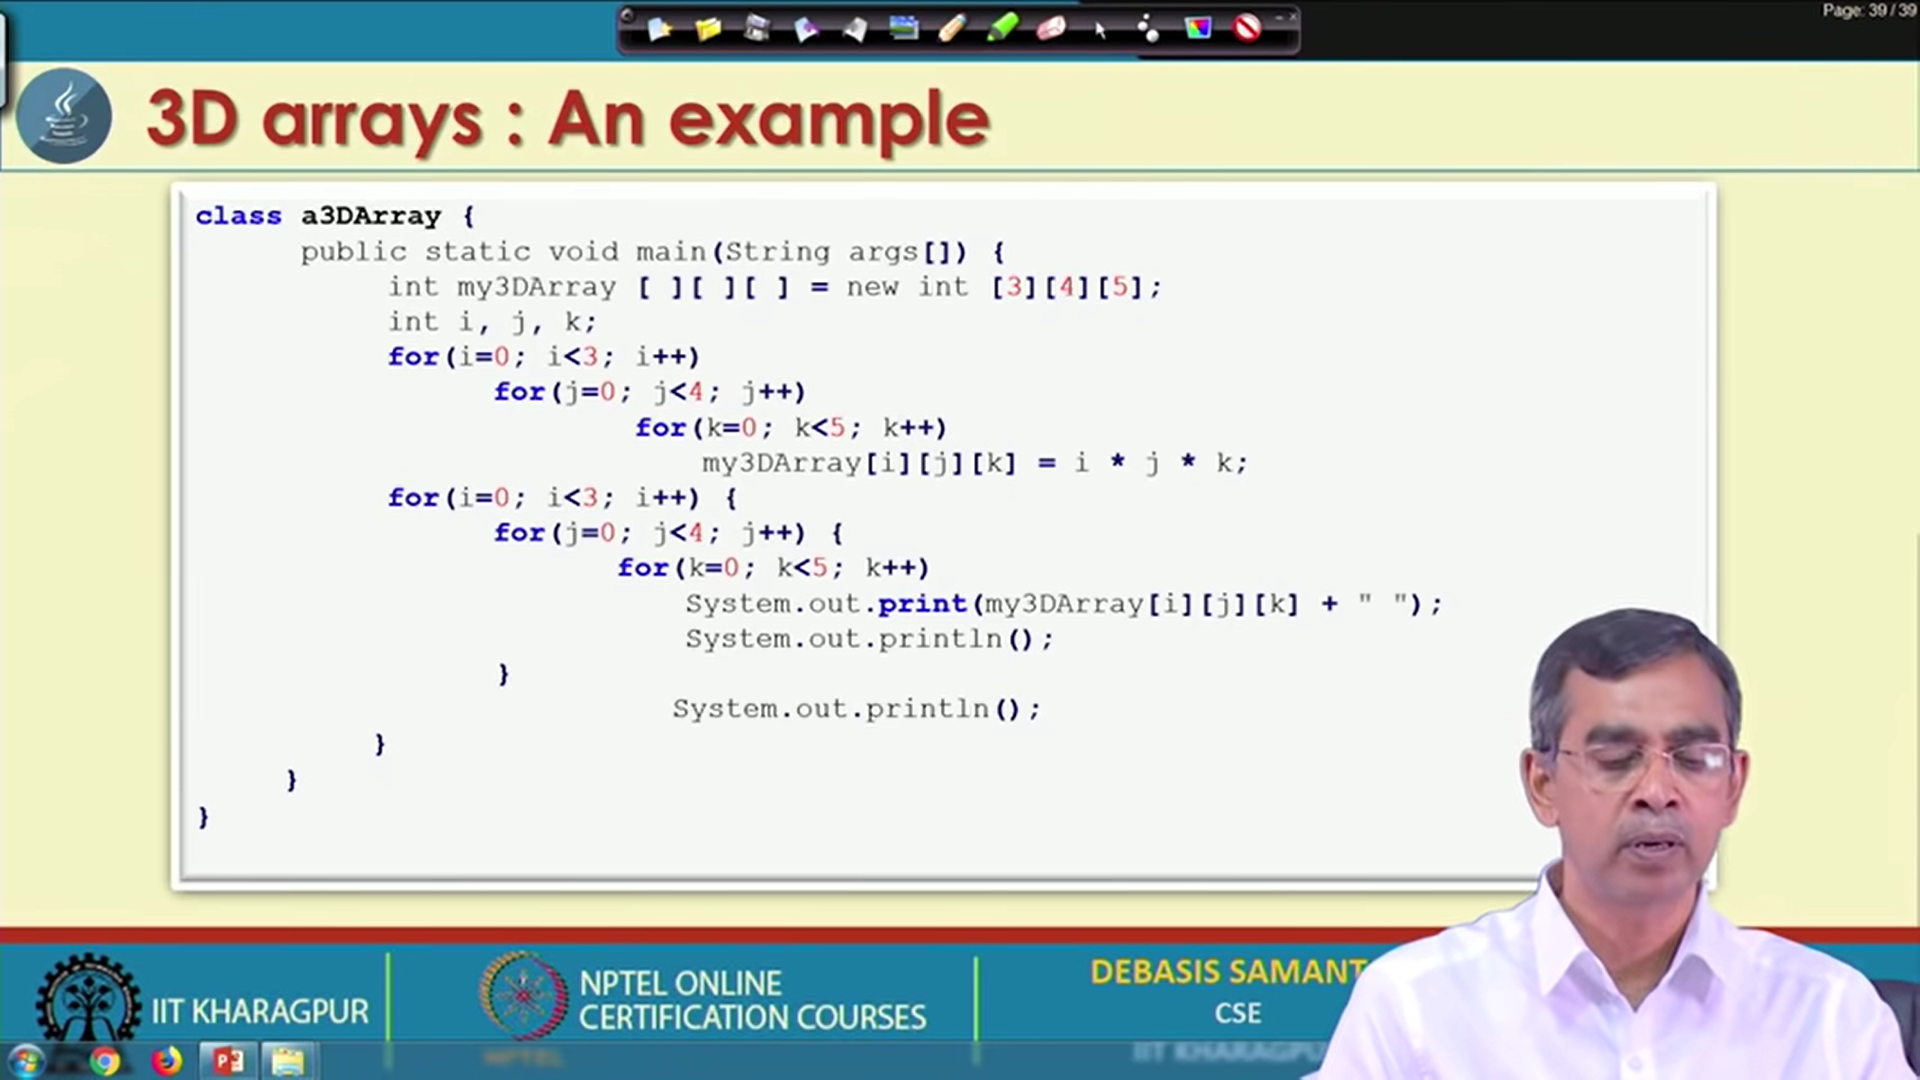 Page: 39 / 39
3D arrays : An example
class a3DArray {
public static void main(String args[]) {
int my3DArray [ ][ ][ ] = new int [3][4][5];
int i, j, k;
for(i=0; i<3; i++)
for(j=0; j<4; j++)
for(k=0; k<5; k++)
my3DArray[i][j][k] = i * j * k;
for(i=0; i<3; i++) {
for(j=0; j<4; j++) {
for(k=0; k<5; k++)
System.out.print(my3DArray[i][j][k] + " ");
System.out.println();
}
System.out.println();
}
}
}
IIT KHARAGPUR
NPTEL ONLINE
CERTIFICATION COURSES
NPTEL
DEBASIS SAMANT
CSE
IIT KHARAGPU